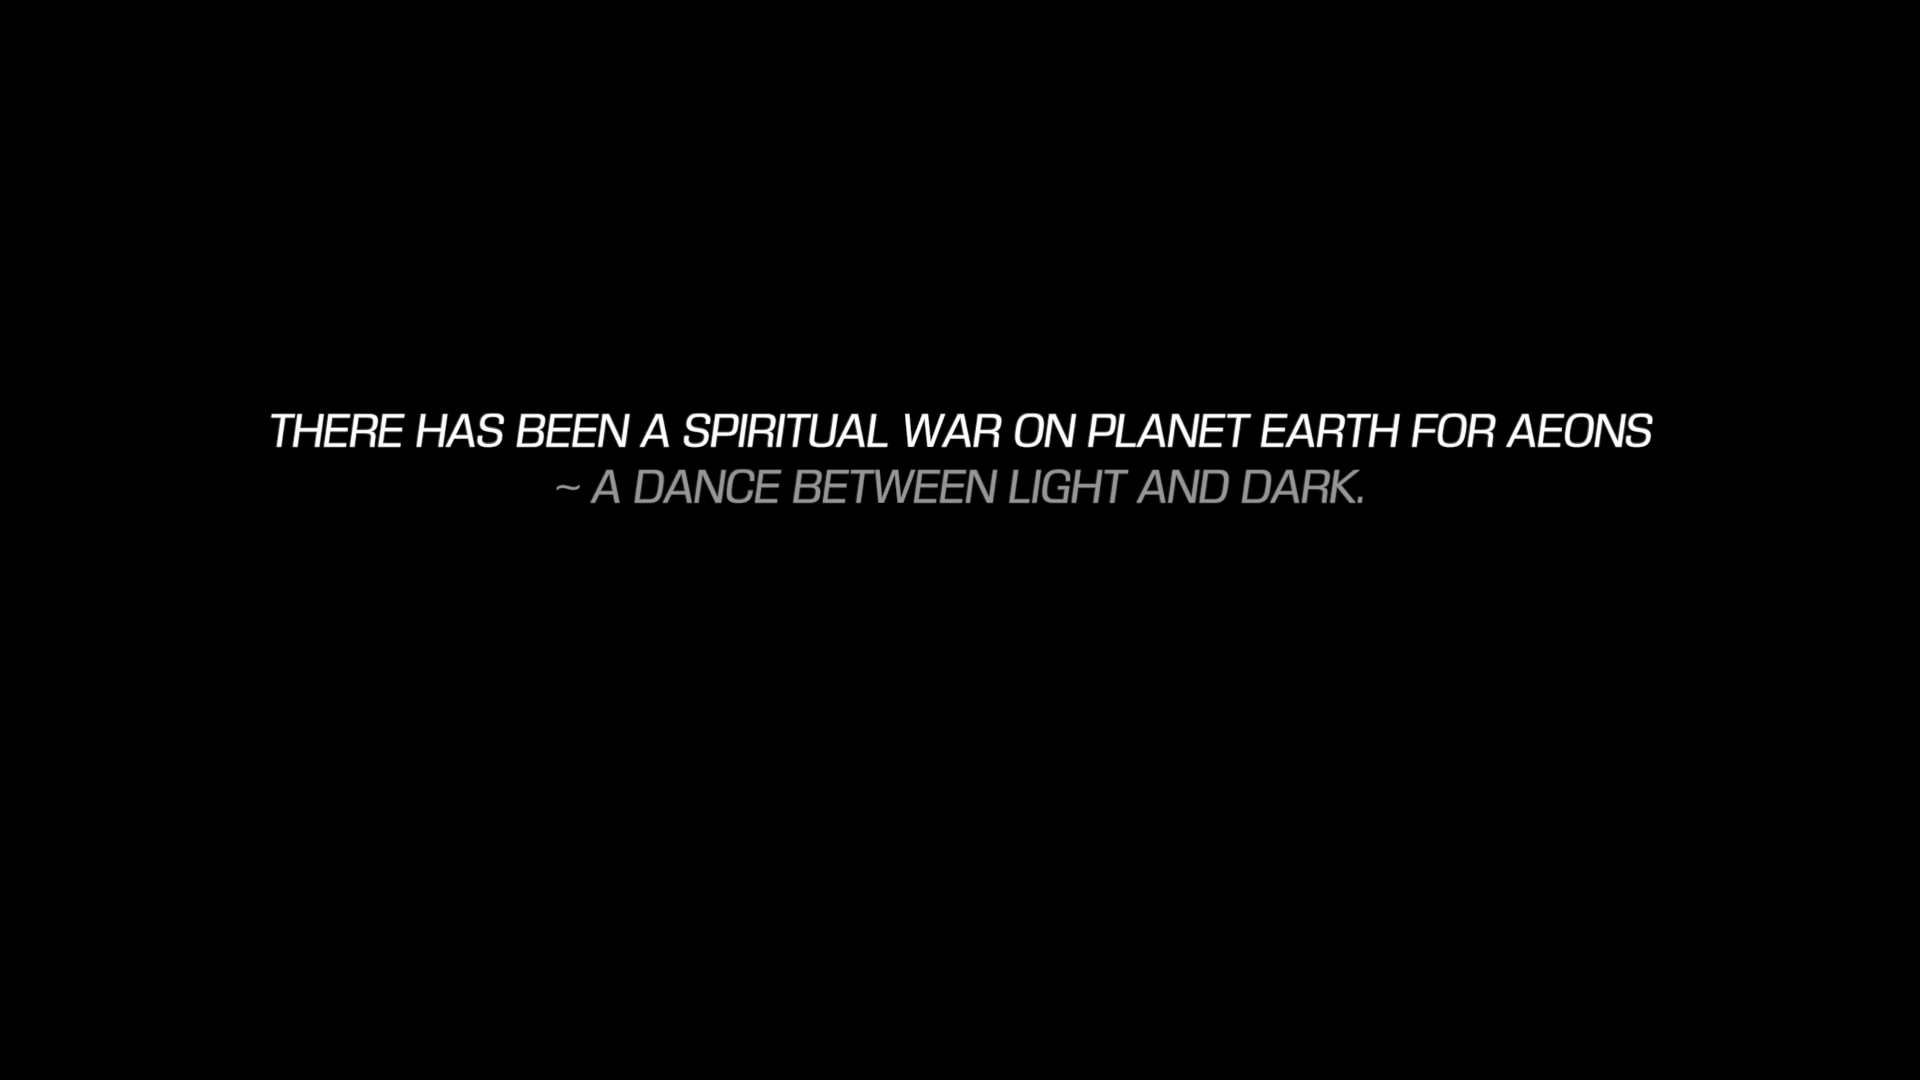 THERE HAS BEEN A SPIRITUAL WAR ON PLANET EARTH FOR AEONS
~ A DANCE BETWEEN LIGHT AND DARK.